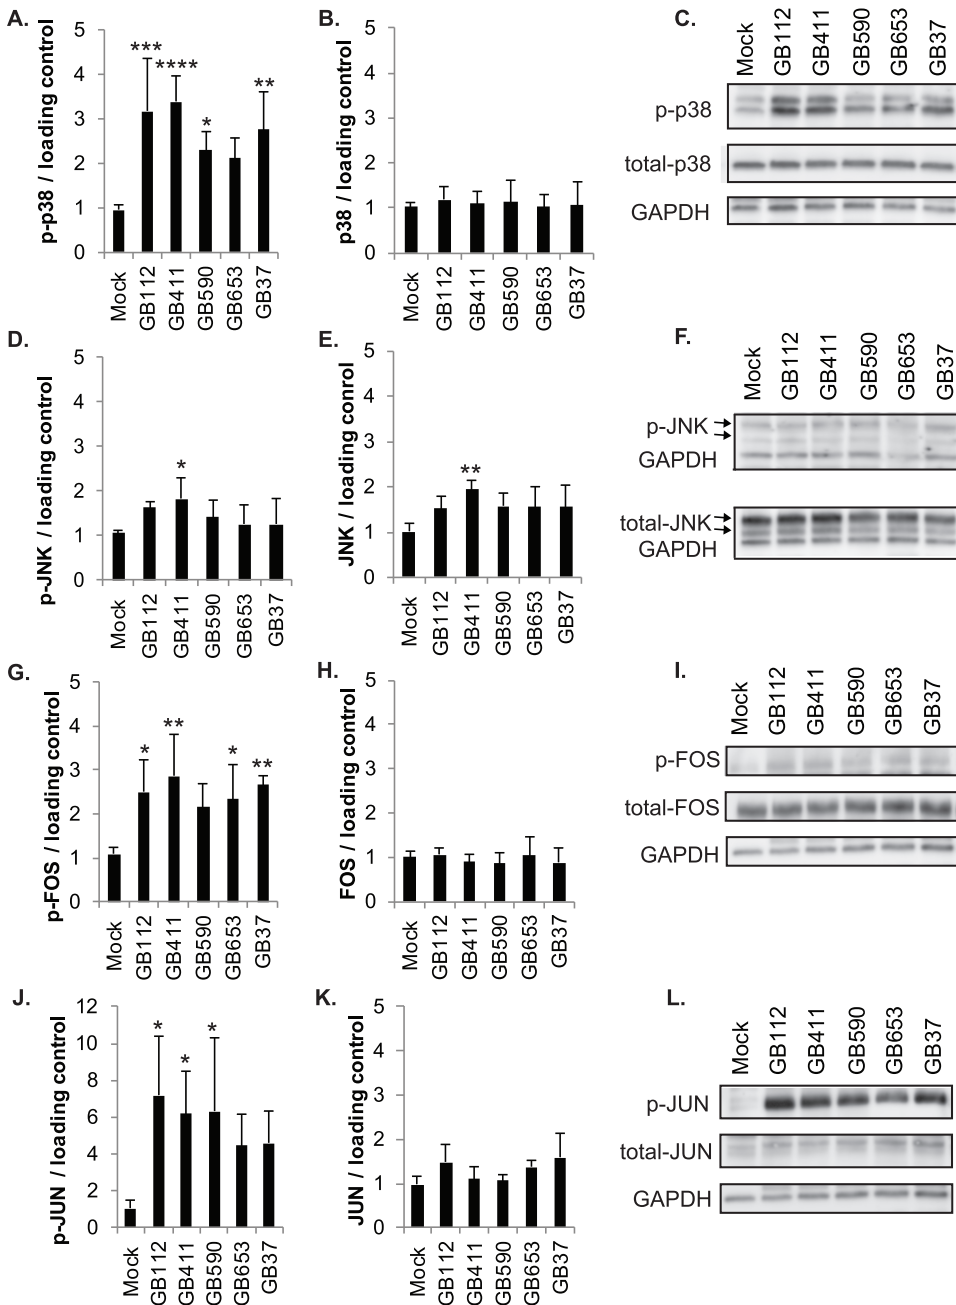 A.
p-p38 / loading control
5
4
3
2
1
0
***
****
*
**
Mock
GB112
GB411
GB590
GB653
GB37
B.
p38 / loading control
5
4
3
2
1
0
Mock
GB112
GB411
GB590
GB653
GB37
C.
Mock
GB112
GB411
GB590
GB653
GB37
p-p38
total-p38
GAPDH
D.
p-JNK / loading control
5
4
3
2
1
0
*
Mock
GB112
GB411
GB590
GB653
GB37
E.
JNK / loading conrol
5
4
3
2
1
0
**
Mock
GB112
GB411
GB590
GB653
GB37
F.
Mock
GB112
GB411
GB590
GB653
GB37
p-JNK
GAPDH
total-JNK
GAPDH
G.
p-FOS / loading control
5
4
3
2
1
0
*
**
*
**
Mock
GB112
GB411
GB590
GB653
GB37
H.
FOS / loading control
5
4
3
2
1
0
Mock
GB112
GB411
GB590
GB653
GB37
I.
Mock
GB112
GB411
GB590
GB653
GB37
p-FOS
total-FOS
GAPDH
J.
p-JUN / loading control
12
10
8
6
4
2
0
*
*
*
Mock
GB112
GB411
GB590
GB653
GB37
K.
JUN / loading control
5
4
3
2
1
0
Mock
GB112
GB411
GB590
GB653
GB37
L.
Mock
GB112
GB411
GB590
GB653
GB37
p-JUN
total-JUN
GAPDH